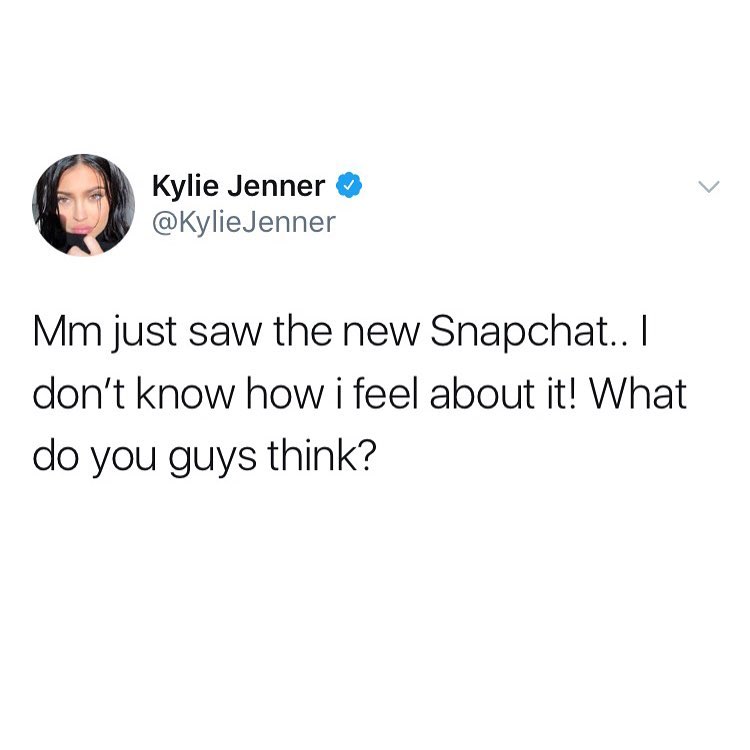 Kylie Jenner
@KylieJenner
Mm just saw the new Snapchat.. I
don’t know how i feel about it! What
do you guys think?